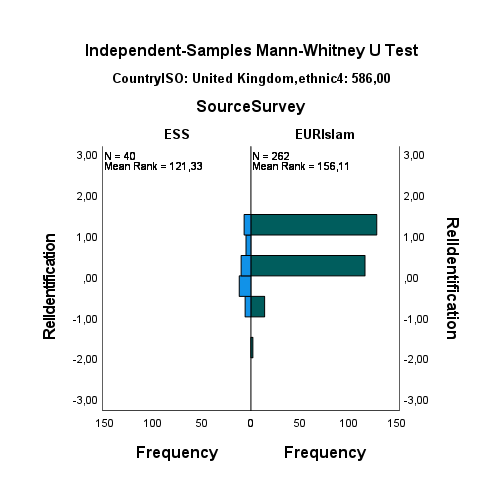 Independent-Samples Mann-Whitney U Test
CountryISO: United Kingdom,ethnic4: 586,00
SourceSurvey
ESS EURIslam
N = 40 N = 262
Mean Rank = 121,33 Mean Rank = 156,11
3,00 3,00
2,00 2,00
1,00 1,00
,00 ,00
-1,00 -1,00
-2,00 -2,00
-3,00 -3,00
RelIdentification RelIdentification
150 100 50 0 50 100 150
Frequency Frequency